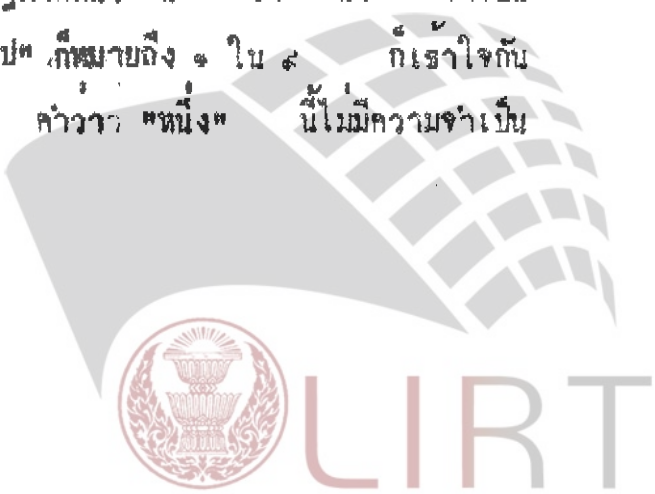 ป" ก็หมายถึง ๑ ใน ๙ ก็เข้าใจกัน
คำว่า "หนึ่ง" นี้ไม่มีความจำเป็น
LIRT